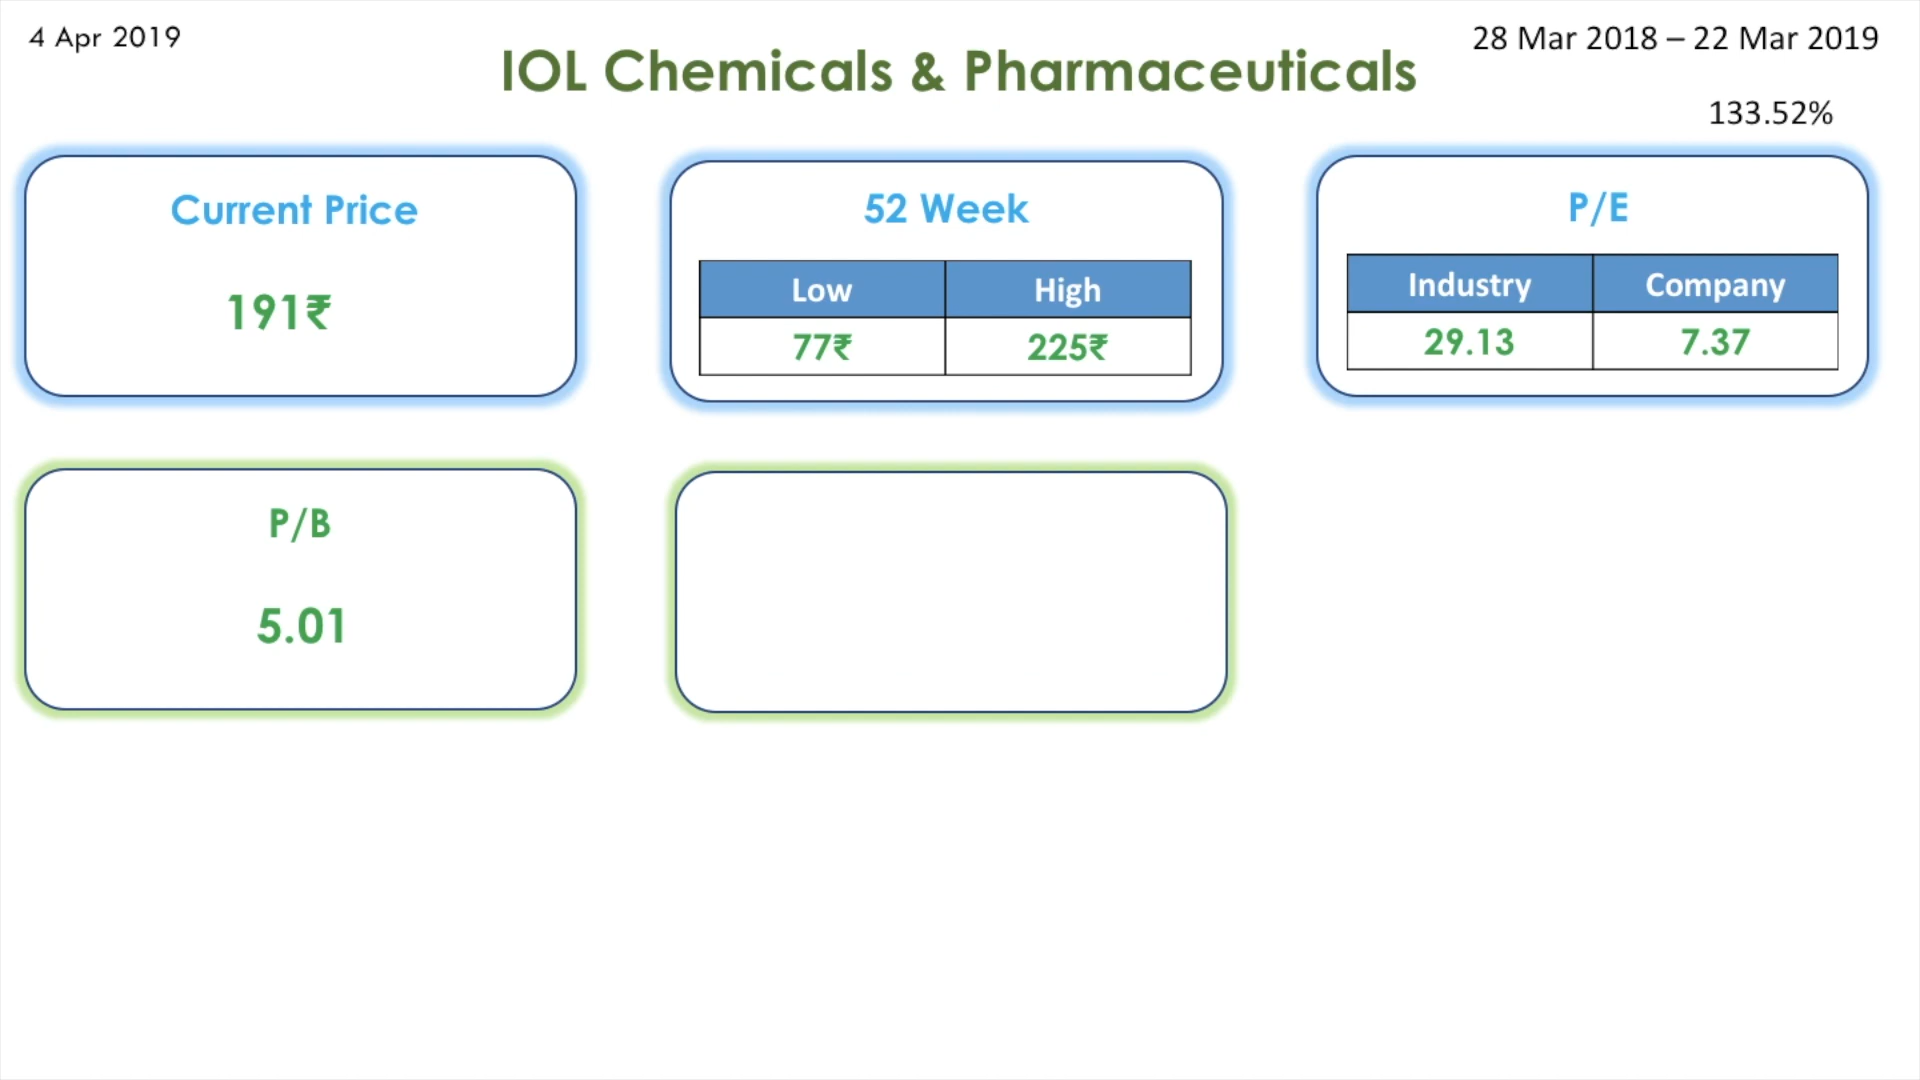 4 Apr 2019
28 Mar 2018 – 22 Mar 2019
IOL Chemicals & Pharmaceuticals
133.52%
Current Price
191₹
52 Week
Low High
77₹ 225₹
P/E
Industry Company
29.13 7.37
P/B
5.01